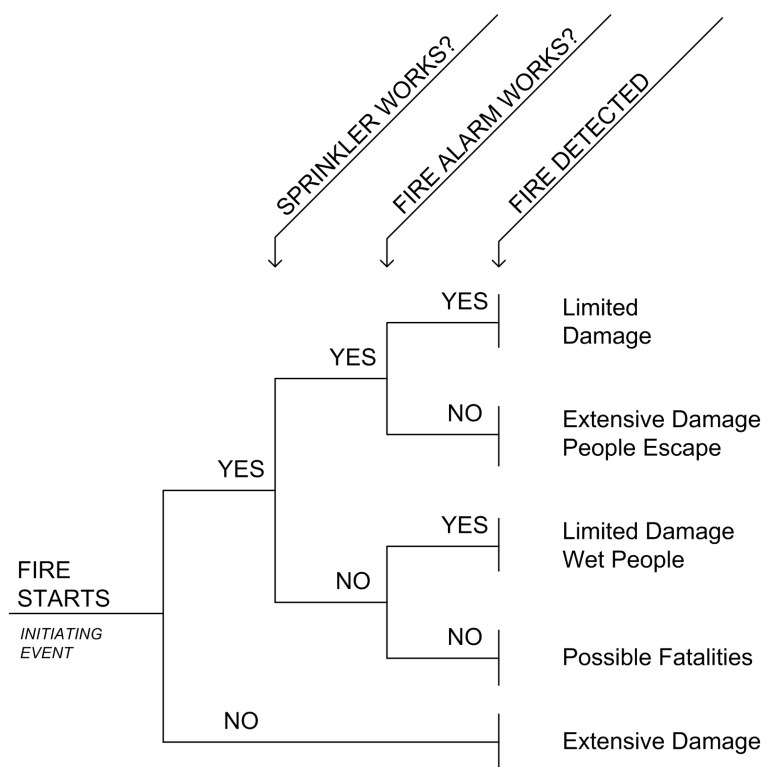 SPRINKLER WORKS?
FIRE ALARM WORKS?
FIRE DETECTED
YES
Limited
Damage
YES
NO
Extensive Damage
People Escape
YES
YES
Limited Damage
Wet People
FIRE
STARTS
NO
INITIATING
EVENT
NO
Possible Fatalities
NO
Extensive Damage